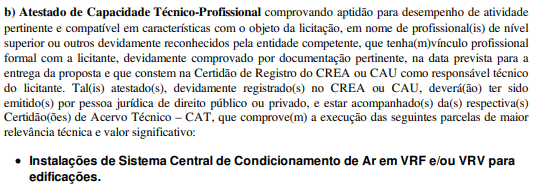 b) Atestado de Capacidade Técnico-Profissional comprovando aptidão para desempenho de atividade
pertinente e compatível em características com o objeto da licitação, em nome de profissional(is) de nível
superior ou outros devidamente reconhecidos pela entidade competente, que tenha(m)vínculo profissional
formal com a licitante, devidamente comprovado por documentação pertinente, na data prevista para a
entrega da proposta e que constem na Certidão de Registro do CREA ou CAU como responsável técnico
do licitante. Tal(is) atestado(s), devidamente registrado(s) no CREA ou CAU, deverá(ão) ter sido
emitido(s) por pessoa jurídica de direito público ou privado, e estar acompanhado(s) da(s) respectiva(s)
Certidão(ões) de Acervo Técnico – CAT, que comprove(m) a execução das seguintes parcelas de maior
relevância técnica e valor significativo:
• Instalações de Sistema Central de Condicionamento de Ar em VRF e/ou VRV para
edificações.